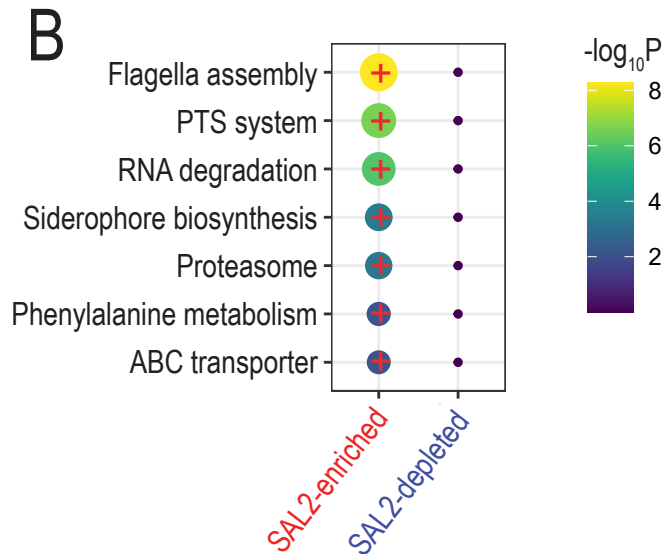 B
Flagella assembly
PTS system
RNA degradation
Siderophore biosynthesis
Proteasome
Phenylalanine metabolism
ABC transporter
SAL2-enriched
SAL2-depleted
-log₁₀P
8
6
4
2